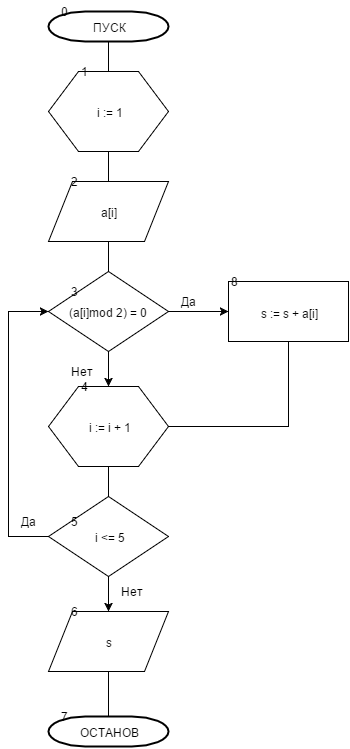 0
ПУСК
1
i := 1
2
a[i]
3
(a[i]mod 2) = 0
Да
8
s := s + a[i]
Нет
4
i := i + 1
5
i <= 5
Да
Нет
6
s
7
ОСТАНОВ